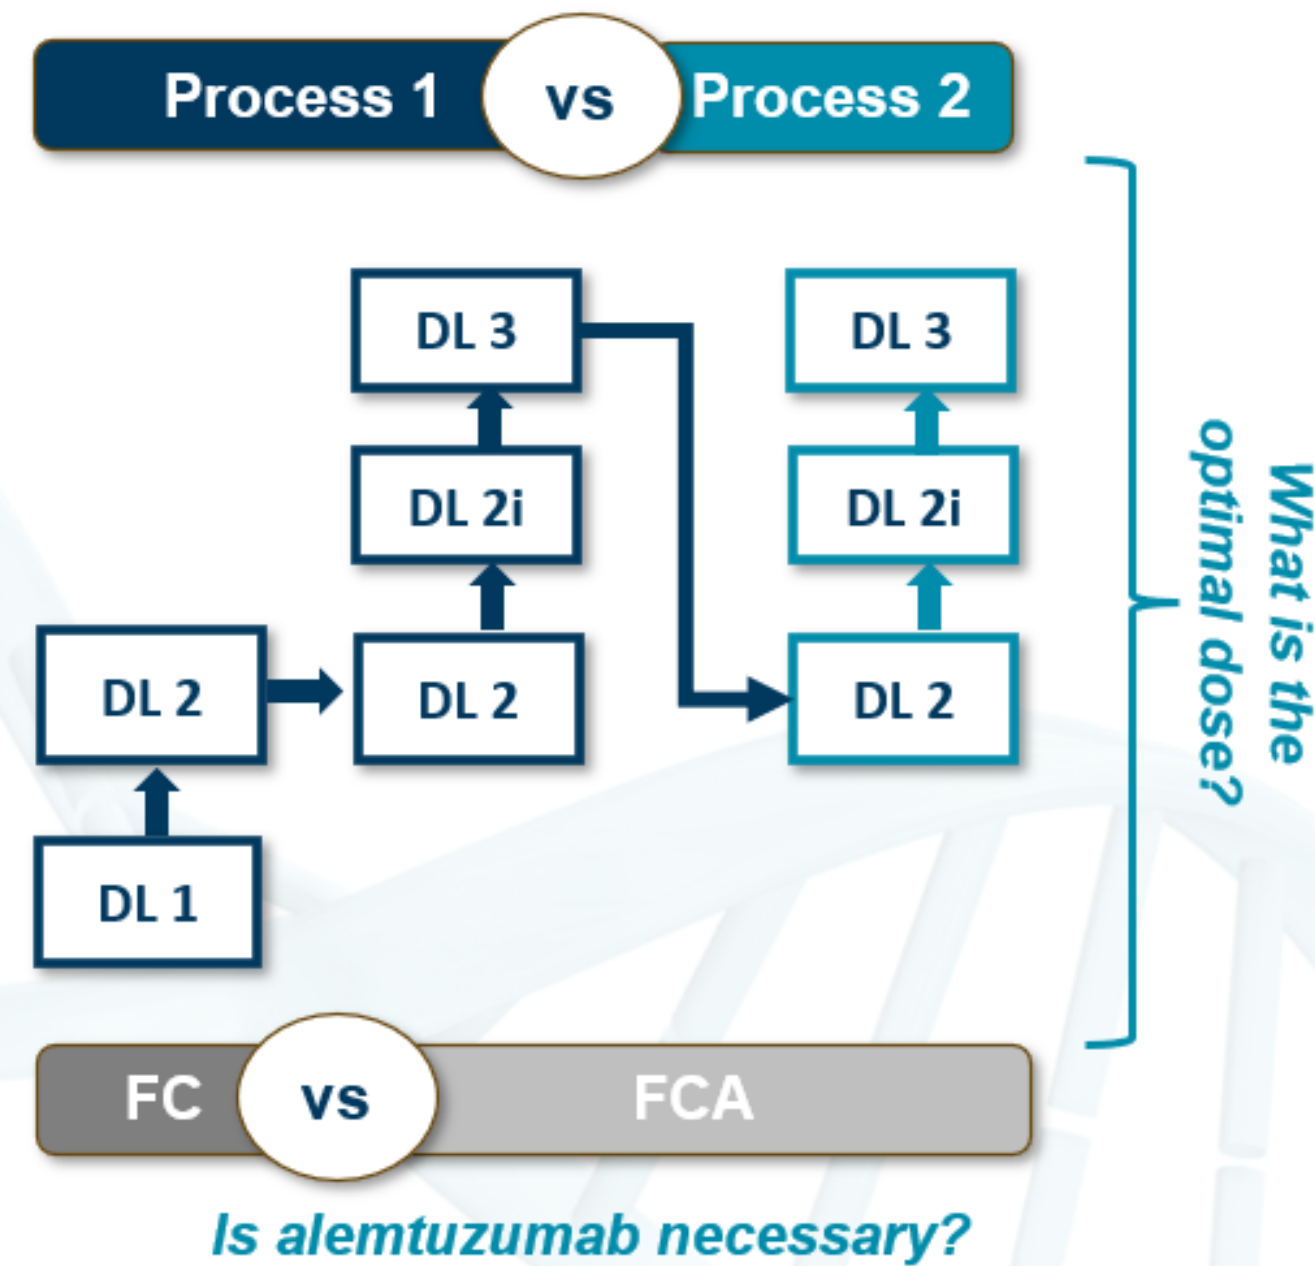 Process 1
vs
Process 2
DL 3
DL 3
DL 2i
DL 2i
DL 2
DL 2
DL 2
DL 1
What is the
optimal dose?
FC
vs
FCA
Is alemtuzumab necessary?